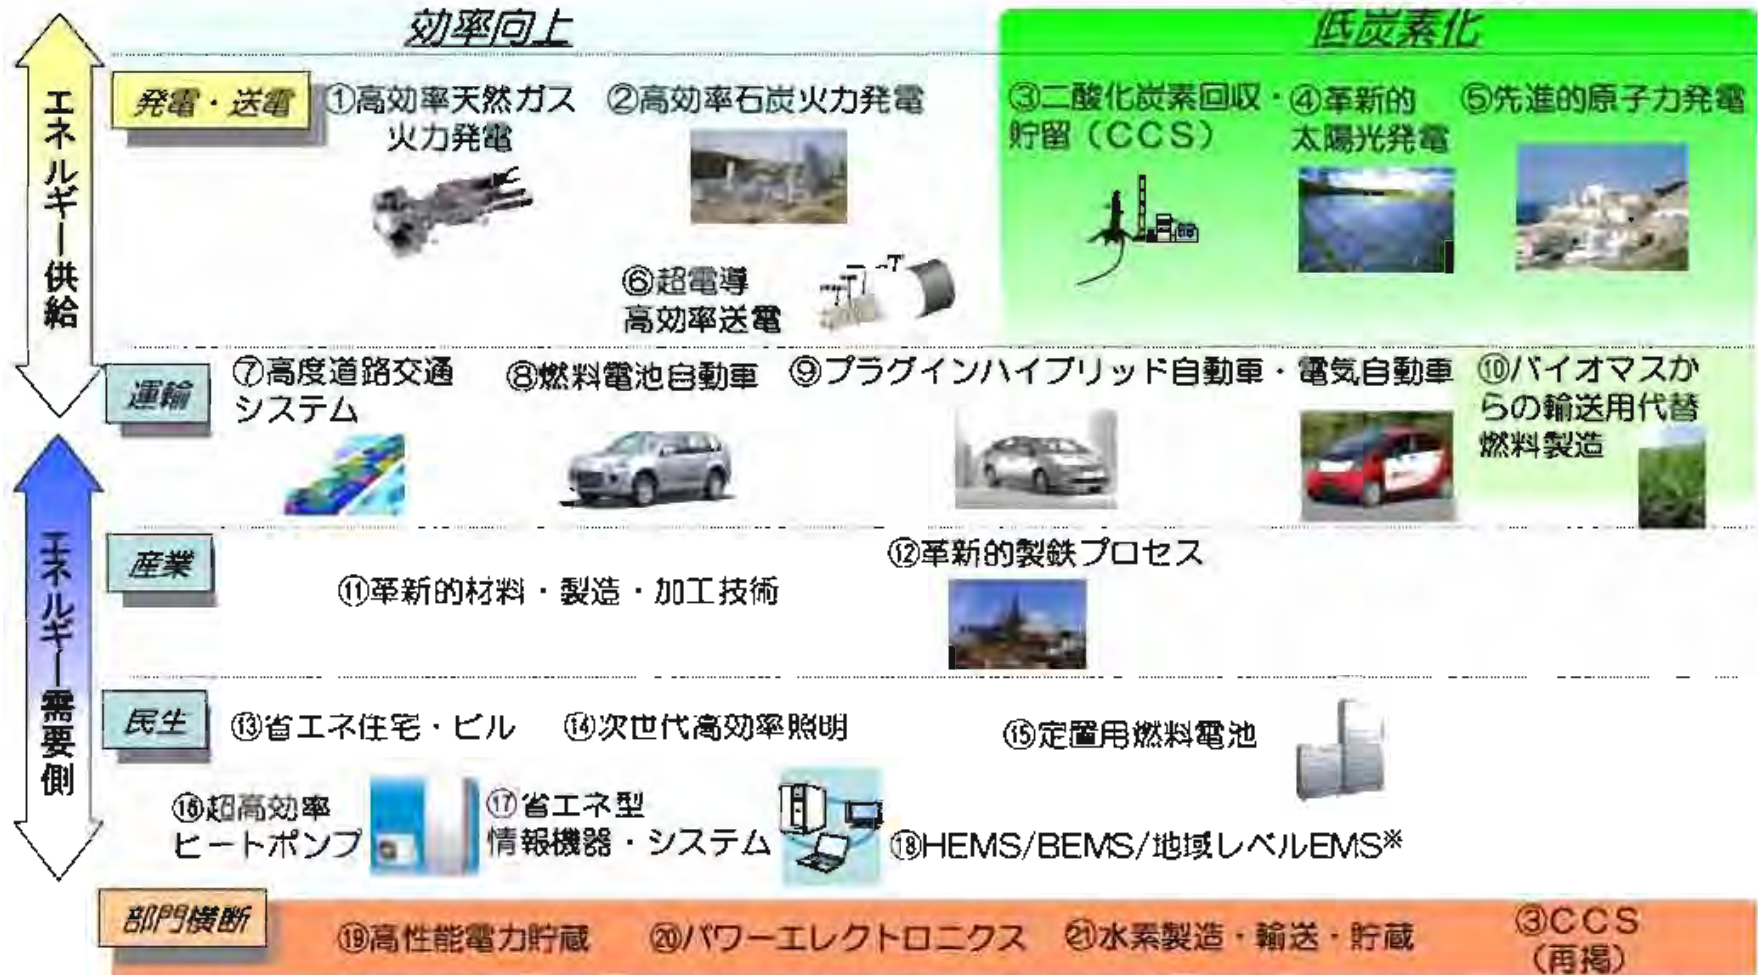 効率向上
低炭素化
エネルギー供給
発電・送電
①高効率天然ガス
火力発電
②高効率石炭火力発電
③二酸化炭素回収・
貯留(CCS)
④革新的
太陽光発電
⑤先進的原子力発電
⑥超電導
高効率送電
運輸
⑦高度道路交通
システム
⑧燃料電池自動車
⑨プラグインハイブリッド自動車・電気自動車
⑩バイオマスか
らの輸送用代替
燃料製造
エネルギー需要側
産業
⑪革新的材料・製造・加工技術
⑫革新的製鉄プロセス
民生
⑬省エネ住宅・ビル
⑭次世代高効率照明
⑮定置用燃料電池
⑯超高効率
ヒートポンプ
⑰省エネ型
情報機器・システム
⑱HEMS/BEMS/地域レベルEMS※
部門横断
⑲高性能電力貯蔵
⑳パワーエレクトロニクス
㉑水素製造・輸送・貯蔵
③CCS
(再掲)